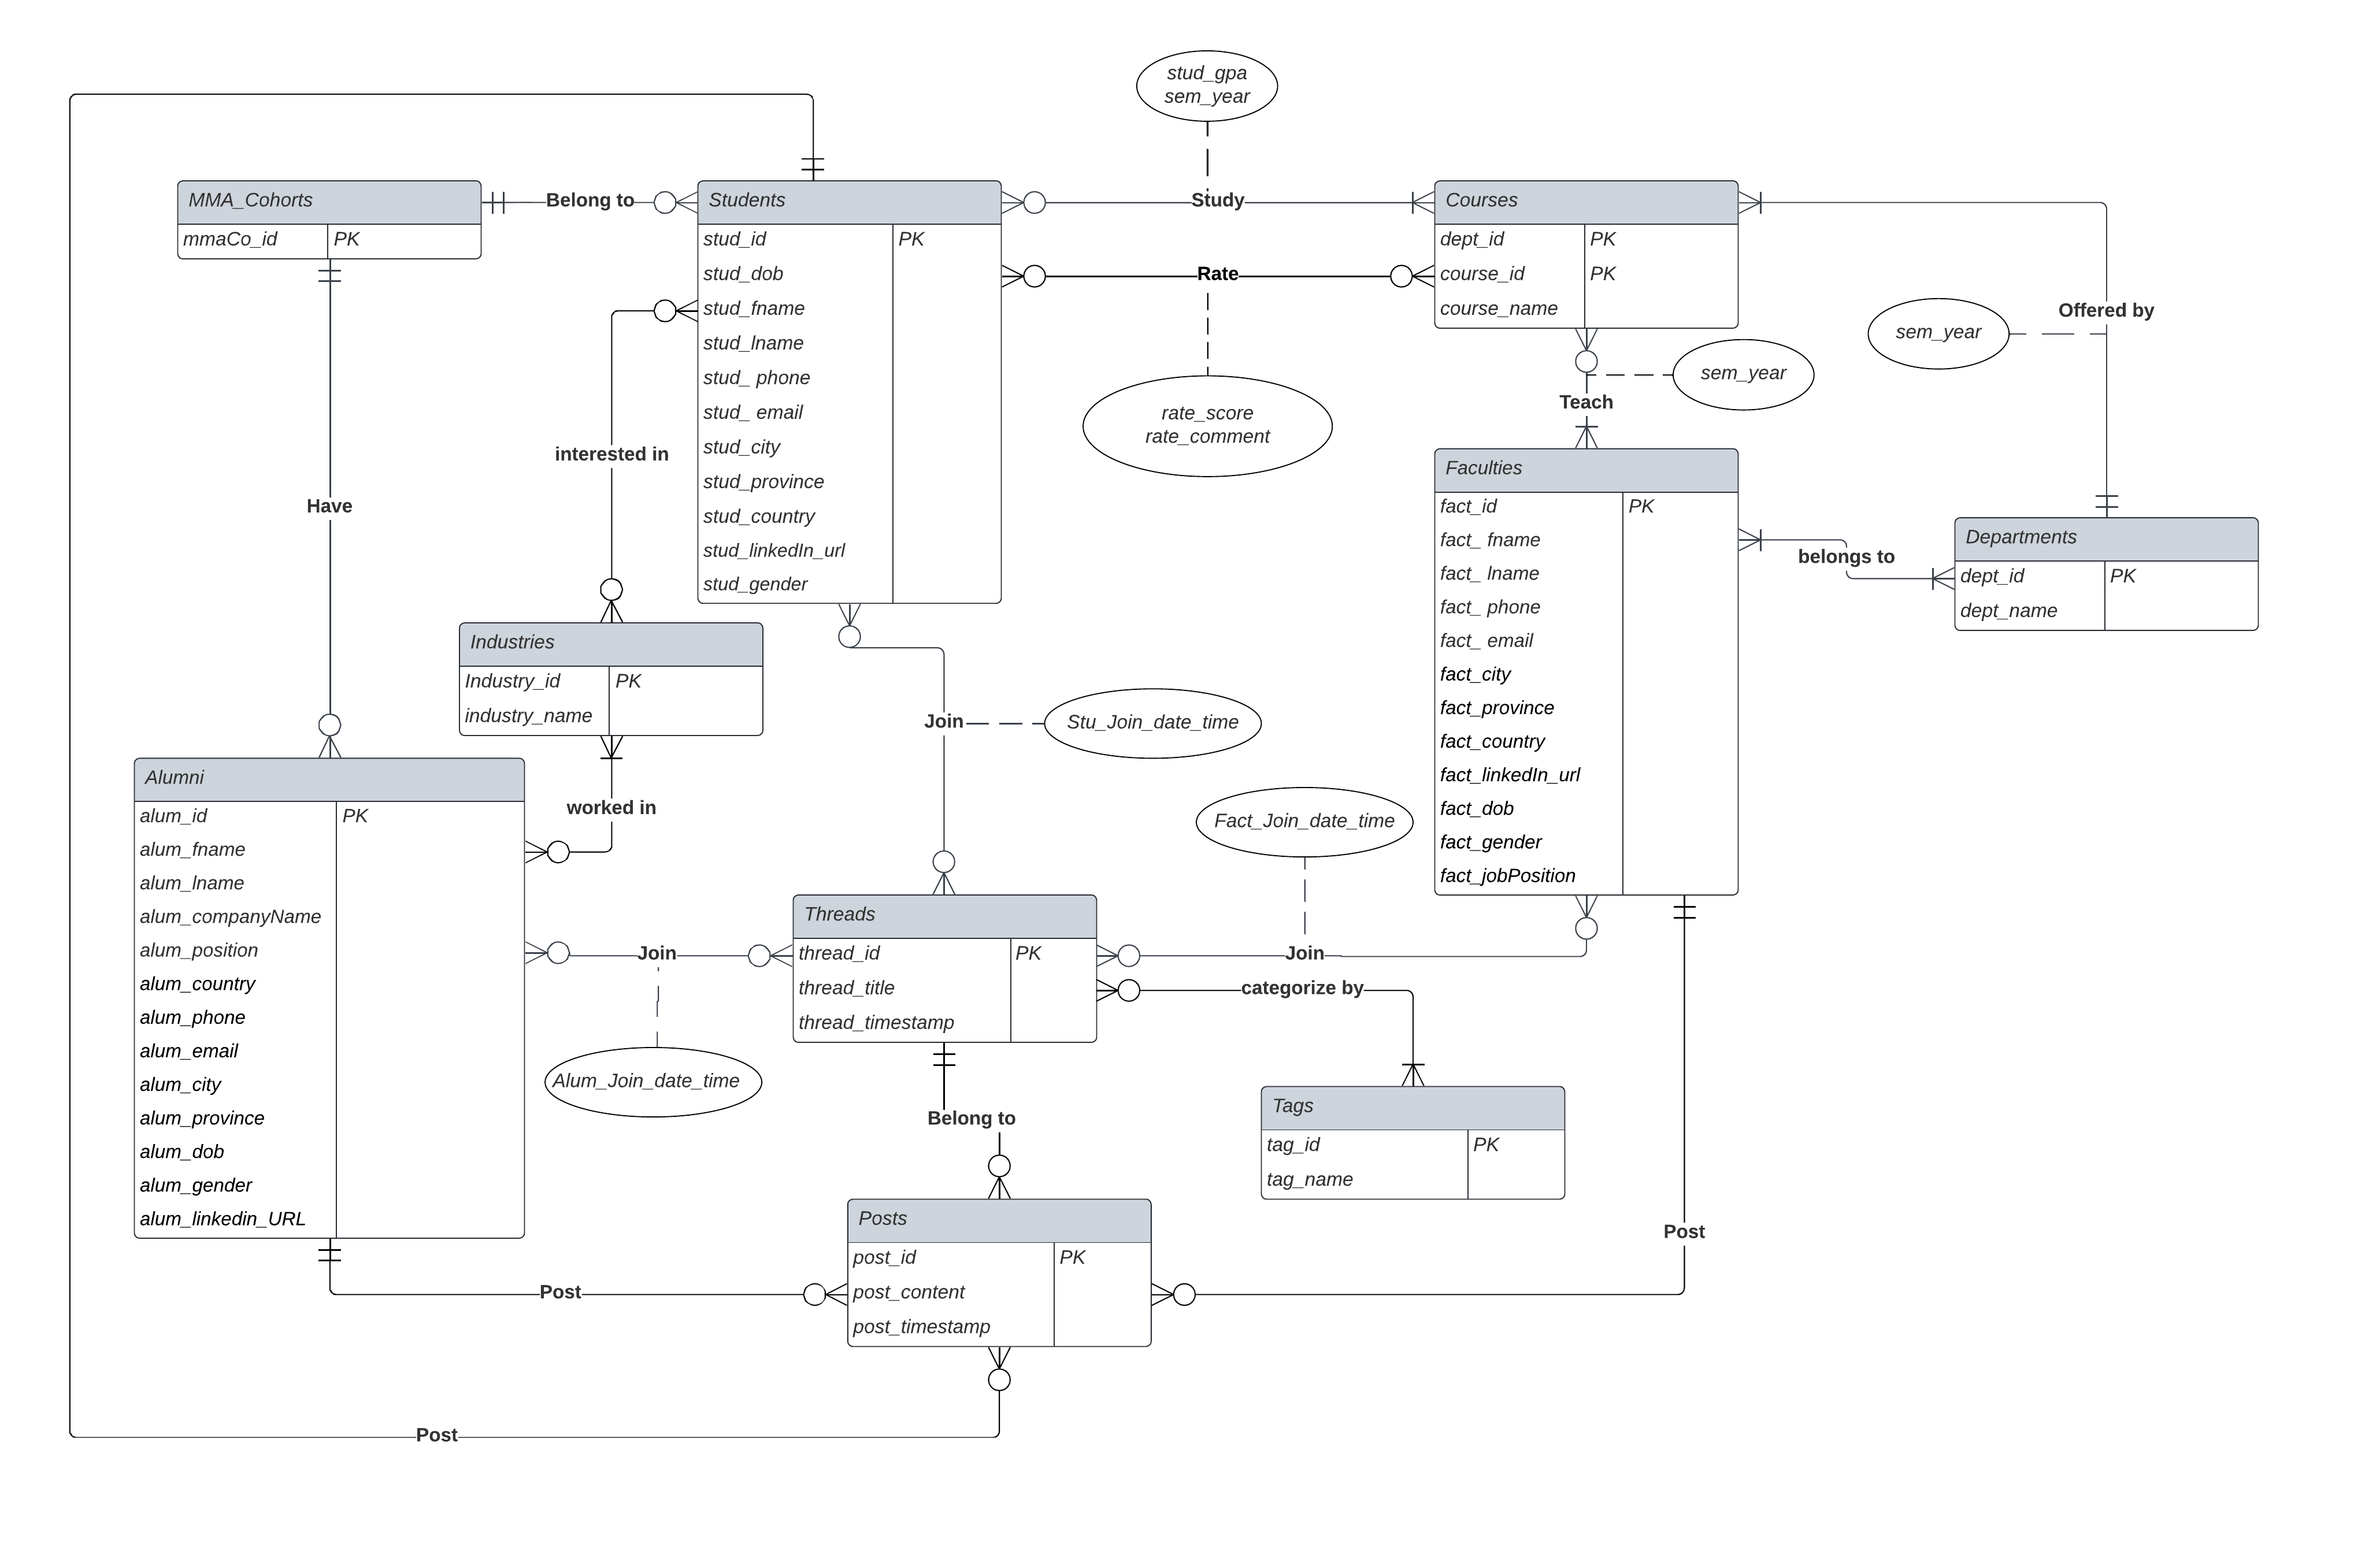 stud_gpa
sem_year
MMA_Cohorts
mmaCo_id PK
Belong to
Students
stud_id PK
stud_dob
stud_fname
stud_lname
stud_ phone
stud_ email
stud_city
stud_province
stud_country
stud_linkedIn_url
stud_gender
Study
Rate
rate_score
rate_comment
Courses
dept_id PK
course_id PK
course_name
Offered by
sem_year
sem_year
Teach
Faculties
fact_id PK
fact_ fname
fact_ lname
fact_ phone
fact_ email
fact_city
fact_province
fact_country
fact_linkedIn_url
fact_dob
fact_gender
fact_jobPosition
belongs to
Departments
dept_id PK
dept_name
Have
interested in
Industries
Industry_id PK
industry_name
worked in
Alumni
alum_id PK
alum_fname
alum_lname
alum_companyName
alum_position
alum_country
alum_phone
alum_email
alum_city
alum_province
alum_dob
alum_gender
alum_linkedin_URL
Join
Stu_Join_date_time
Fact_Join_date_time
Threads
thread_id PK
thread_title
thread_timestamp
Join
Alum_Join_date_time
Join
categorize by
Tags
tag_id PK
tag_name
Belong to
Posts
post_id PK
post_content
post_timestamp
Post
Post
Post